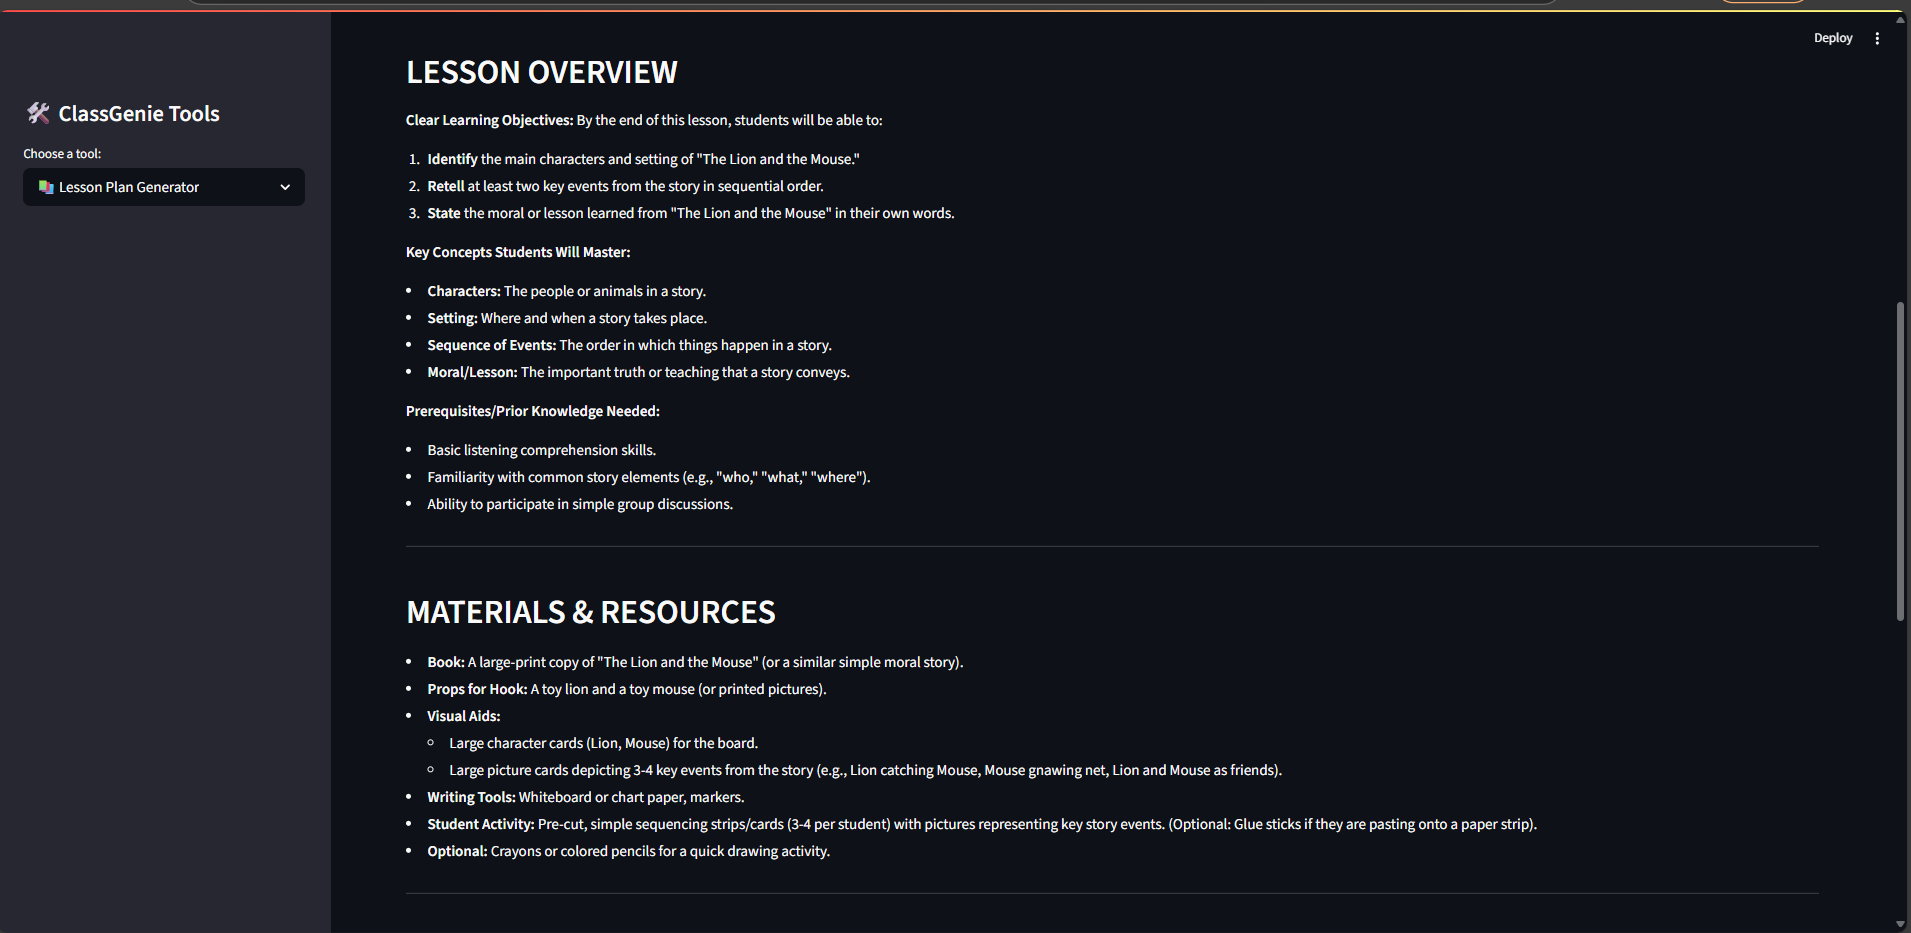 Deploy
🛠️ ClassGenie Tools
Choose a tool:
📚 Lesson Plan Generator
LESSON OVERVIEW
Clear Learning Objectives: By the end of this lesson, students will be able to:
1. Identify the main characters and setting of "The Lion and the Mouse."
2. Retell at least two key events from the story in sequential order.
3. State the moral or lesson learned from "The Lion and the Mouse" in their own words.
Key Concepts Students Will Master:
• Characters: The people or animals in a story.
• Setting: Where and when a story takes place.
• Sequence of Events: The order in which things happen in a story.
• Moral/Lesson: The important truth or teaching that a story conveys.
Prerequisites/Prior Knowledge Needed:
• Basic listening comprehension skills.
• Familiarity with common story elements (e.g., "who," "what," "where").
• Ability to participate in simple group discussions.
MATERIALS & RESOURCES
• Book: A large-print copy of "The Lion and the Mouse" (or a similar simple moral story).
• Props for Hook: A toy lion and a toy mouse (or printed pictures).
• Visual Aids:
○ Large character cards (Lion, Mouse) for the board.
○ Large picture cards depicting 3-4 key events from the story (e.g., Lion catching Mouse, Mouse gnawing net, Lion and Mouse as friends).
• Writing Tools: Whiteboard or chart paper, markers.
• Student Activity: Pre-cut, simple sequencing strips/cards (3-4 per student) with pictures representing key story events. (Optional: Glue sticks if they are pasting onto a paper strip).
• Optional: Crayons or colored pencils for a quick drawing activity.